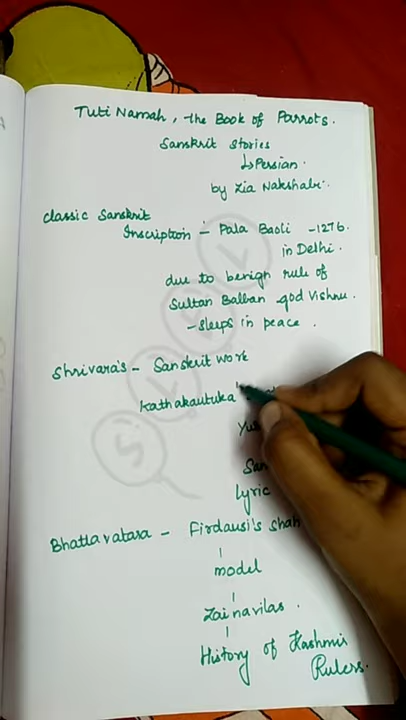 Tuti Namah, the Book of Parrots.
Sanskrit stories
↳ Persian.
by Zia Nakshabi.
classic Sanskrit
Inscription – Pala Baoli - 1276.
in Delhi.
due to benign rule of
Sultan Balban god Vishnu.
- sleeps in peace.
Shrivara's - Sanskrit work
Kathakautuka
Lyric
Bhattavatara - Firdausi's Shah
model
Zainavilas.
History of Kashmir
Rulers.